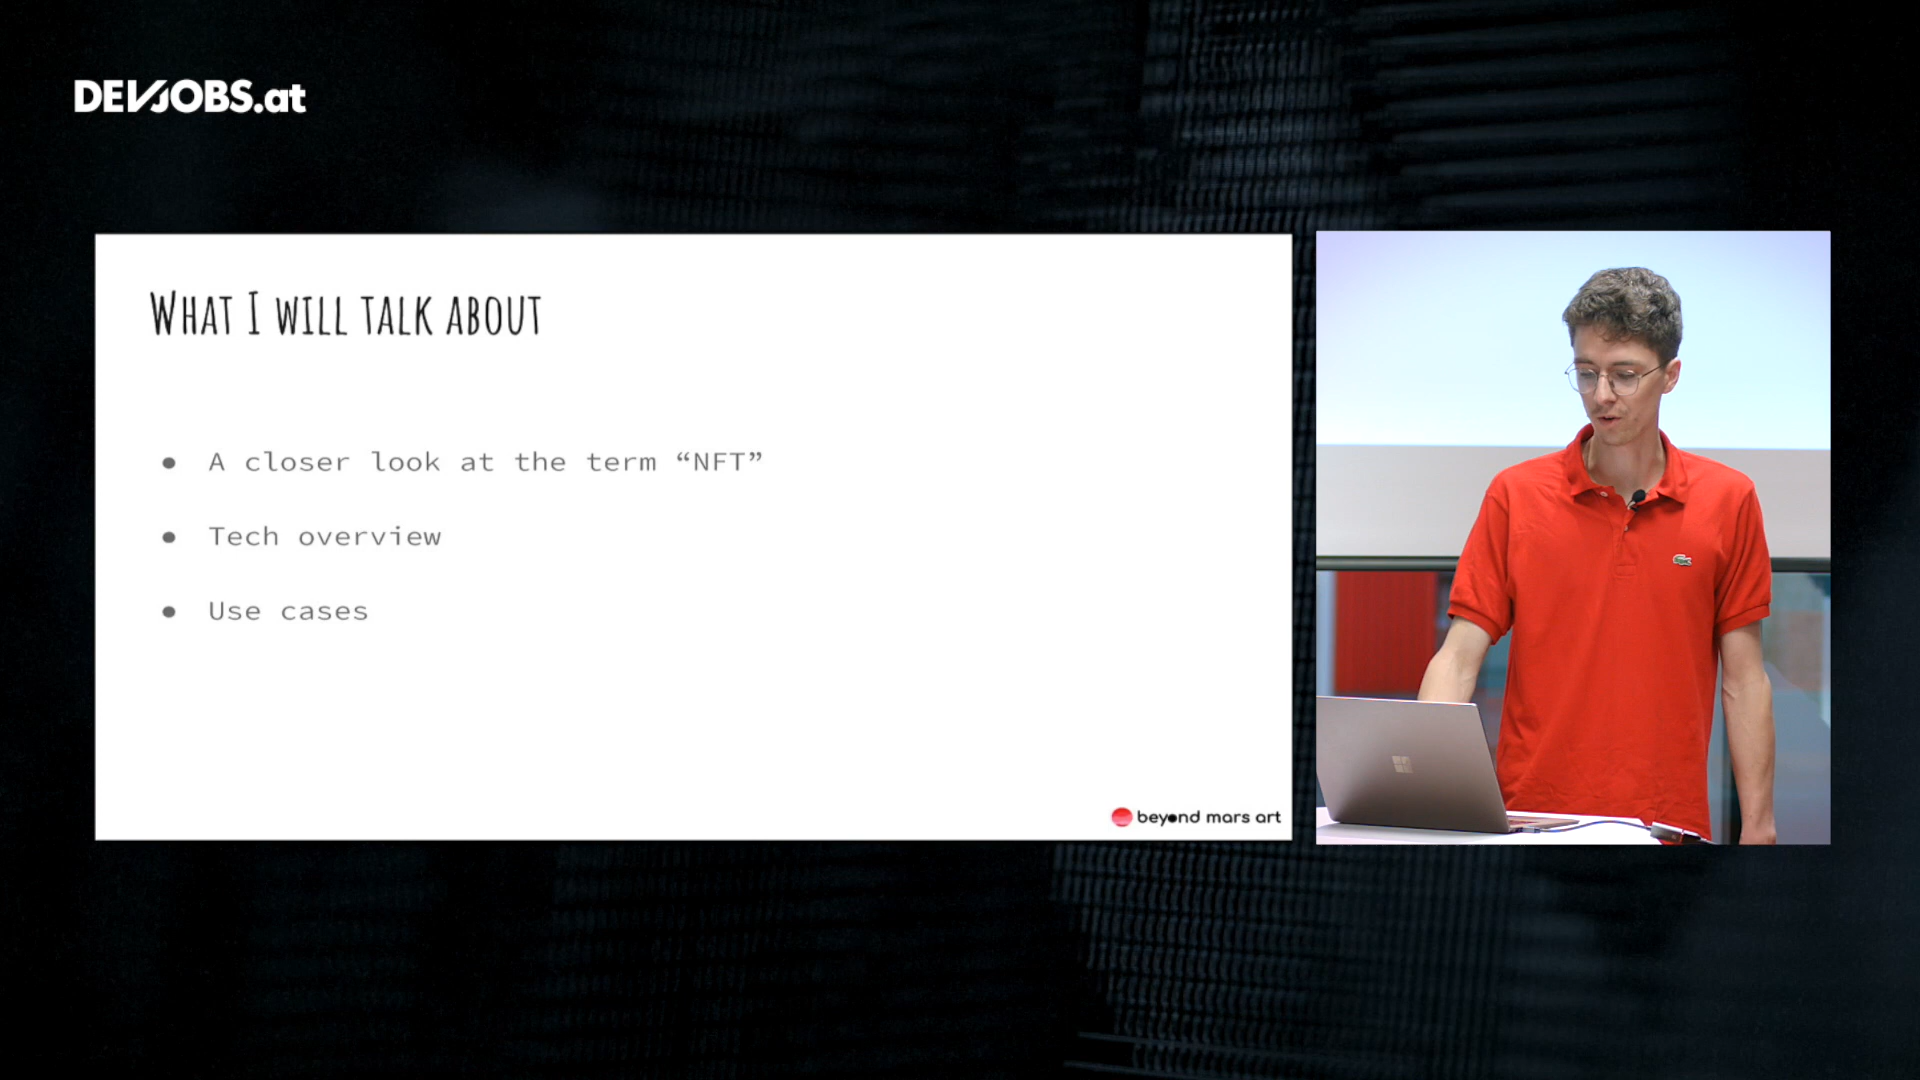 DEVJOBS.at
WHAT I WILL TALK ABOUT
● A closer look at the term “NFT”
● Tech overview
● Use cases
beyond mars art